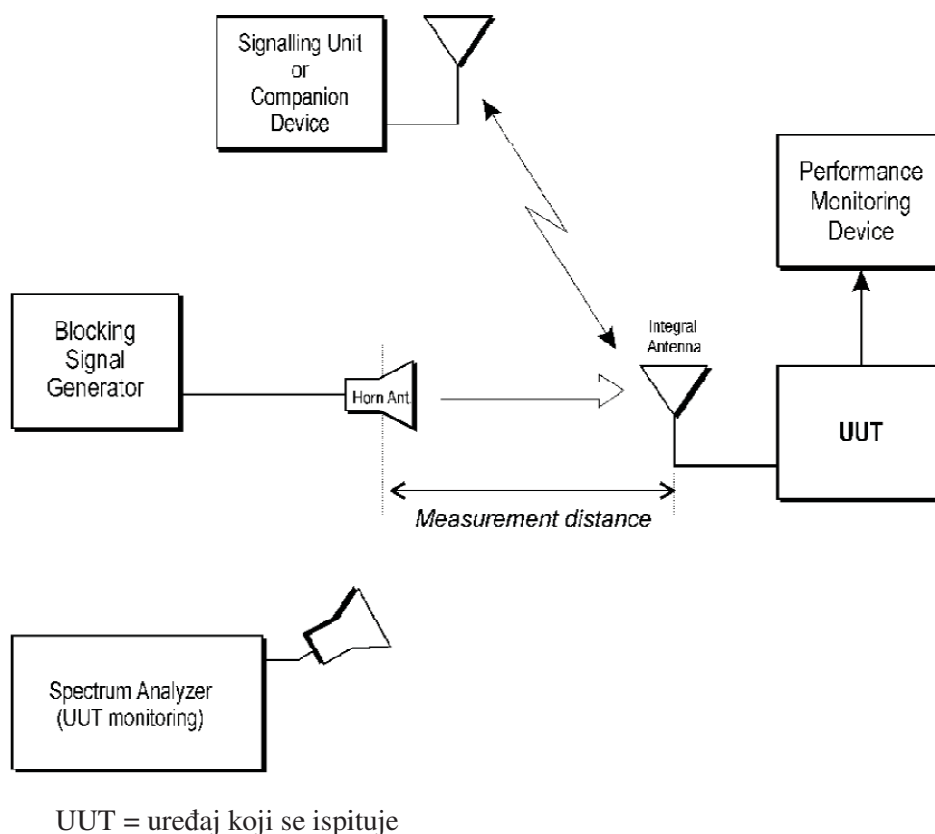 Signalling Unit
or
Companion
Device
Performance
Monitoring
Device
Blocking
Signal
Generator
Horn Ant.
Integral
Antenna
UUT
Measurement distance
Spectrum Analyzer
(UUT monitoring)
UUT = uređaj koji se ispituje